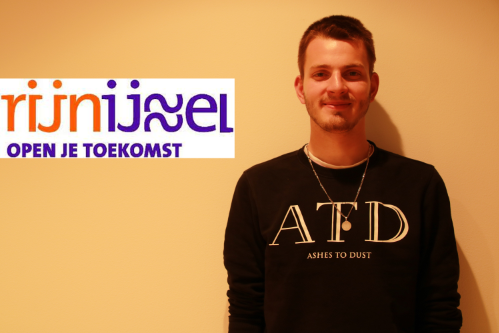 rijnijssel
OPEN JE TOEKOMST
ATD
ASHES TO DUST